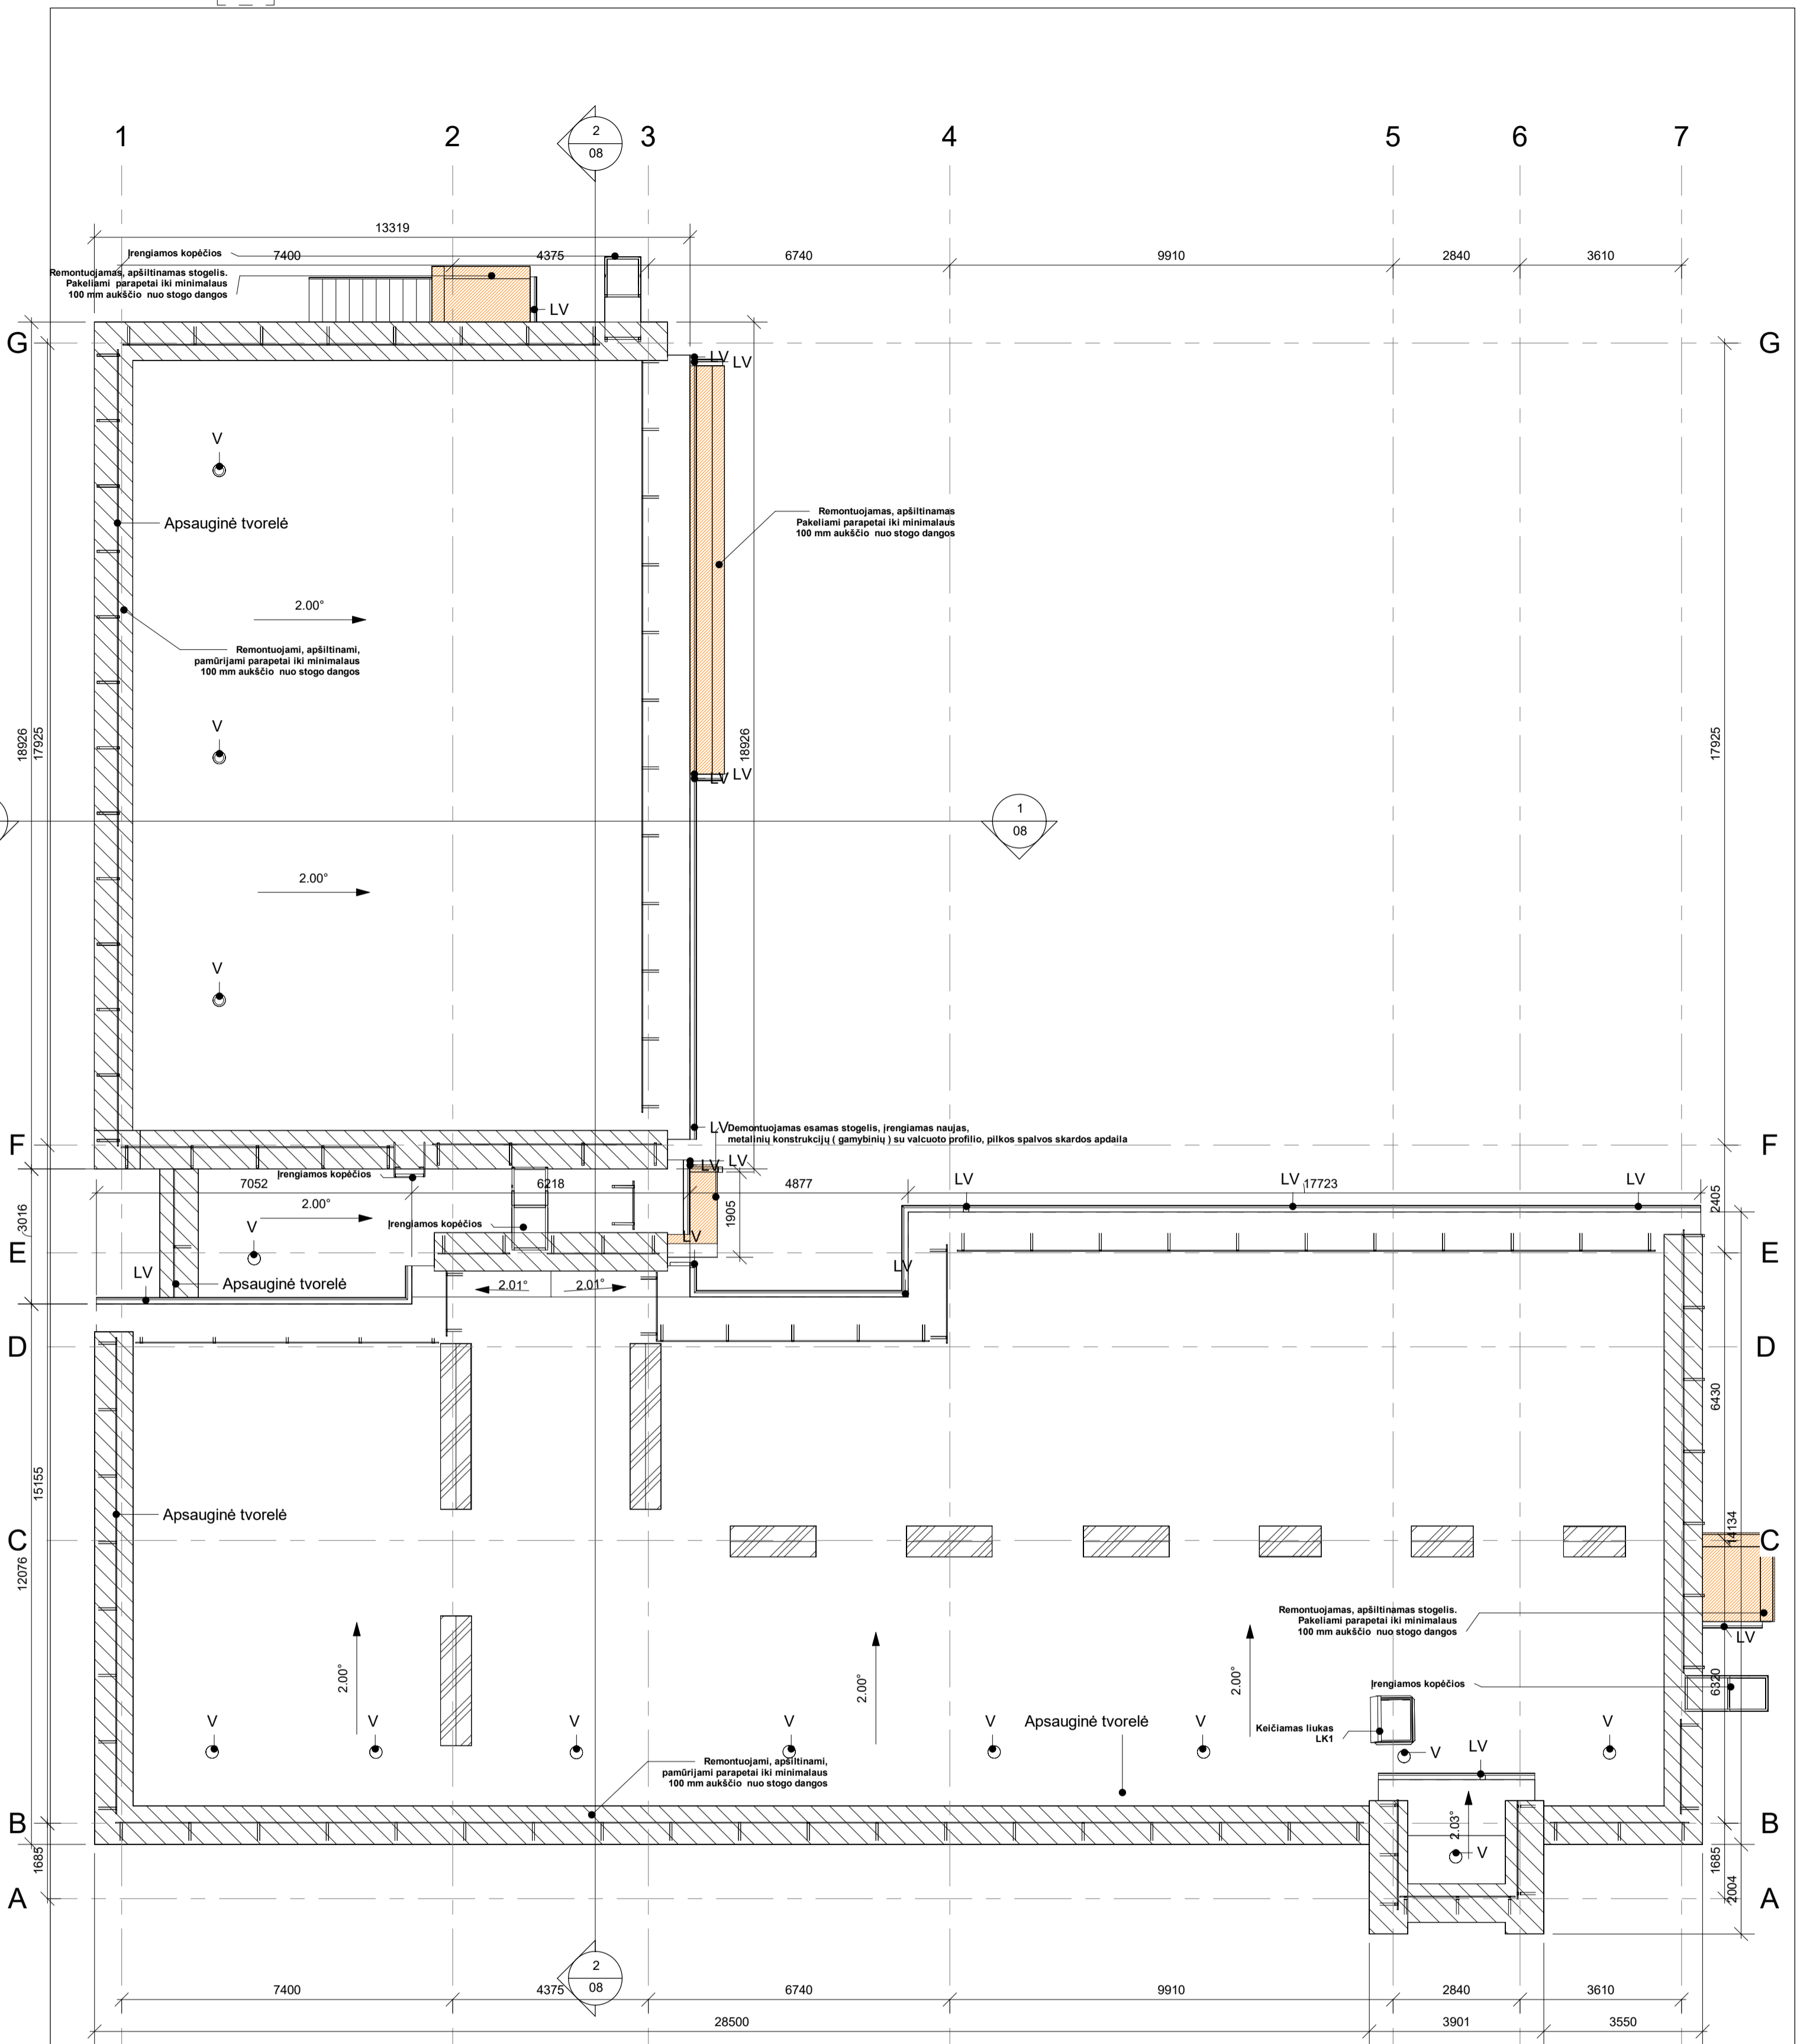 1
2
3
4
5
6
7
2
08
13319
7400
4375
6740
9910
2840
3610
Įrengiamos kopėčios
Remontuojamas, apšiltinamas stogelis.
Pakeliami parapetai iki minimalaus
100 mm aukščio nuo stogo dangos
LV
G
G
LV
LV
V
Apsauginė tvorelė
Remontuojamas, apšiltinamas
Pakeliami parapetai iki minimalaus
100 mm aukščio nuo stogo dangos
2.00°
Remontuojami, apšiltinami,
pamūrijami parapetai iki minimalaus
100 mm aukščio nuo stogo dangos
18926
17925
V
18926
17925
LV
LV
1
08
2.00°
V
LV
Demontuojamas esamas stogelis, įrengiamas naujas,
metalinių konstrukcijų ( gamybinių ) su valcuoto profilio, pilkos spalvos skardos apdaila
F
F
LV
LV
Įrengiamos kopėčios
7052
6218
4877
17723
LV
LV
LV
2.00°
3016
1905
2405
V
Įrengiamos kopėčios
LV
E
E
LV
Apsauginė tvorelė
2.01°
2.01°
LV
D
D
6430
15155
Apsauginė tvorelė
14134
C
C
12076
Remontuojamas, apšiltinamas stogelis.
Pakeliami parapetai iki minimalaus
100 mm aukščio nuo stogo dangos
LV
2.00°
2.00°
2.00°
6320
Įrengiamos kopėčios
V
V
V
V
V
Apsauginė tvorelė
V
Keičiamas liukas
LK1
V
LV
V
Remontuojami, apšiltinami,
pamūrijami parapetai iki minimalaus
100 mm aukščio nuo stogo dangos
B
B
2.03°
V
1685
1685
2004
A
A
2
08
7400
4375
6740
9910
2840
3610
28500
3901
3550